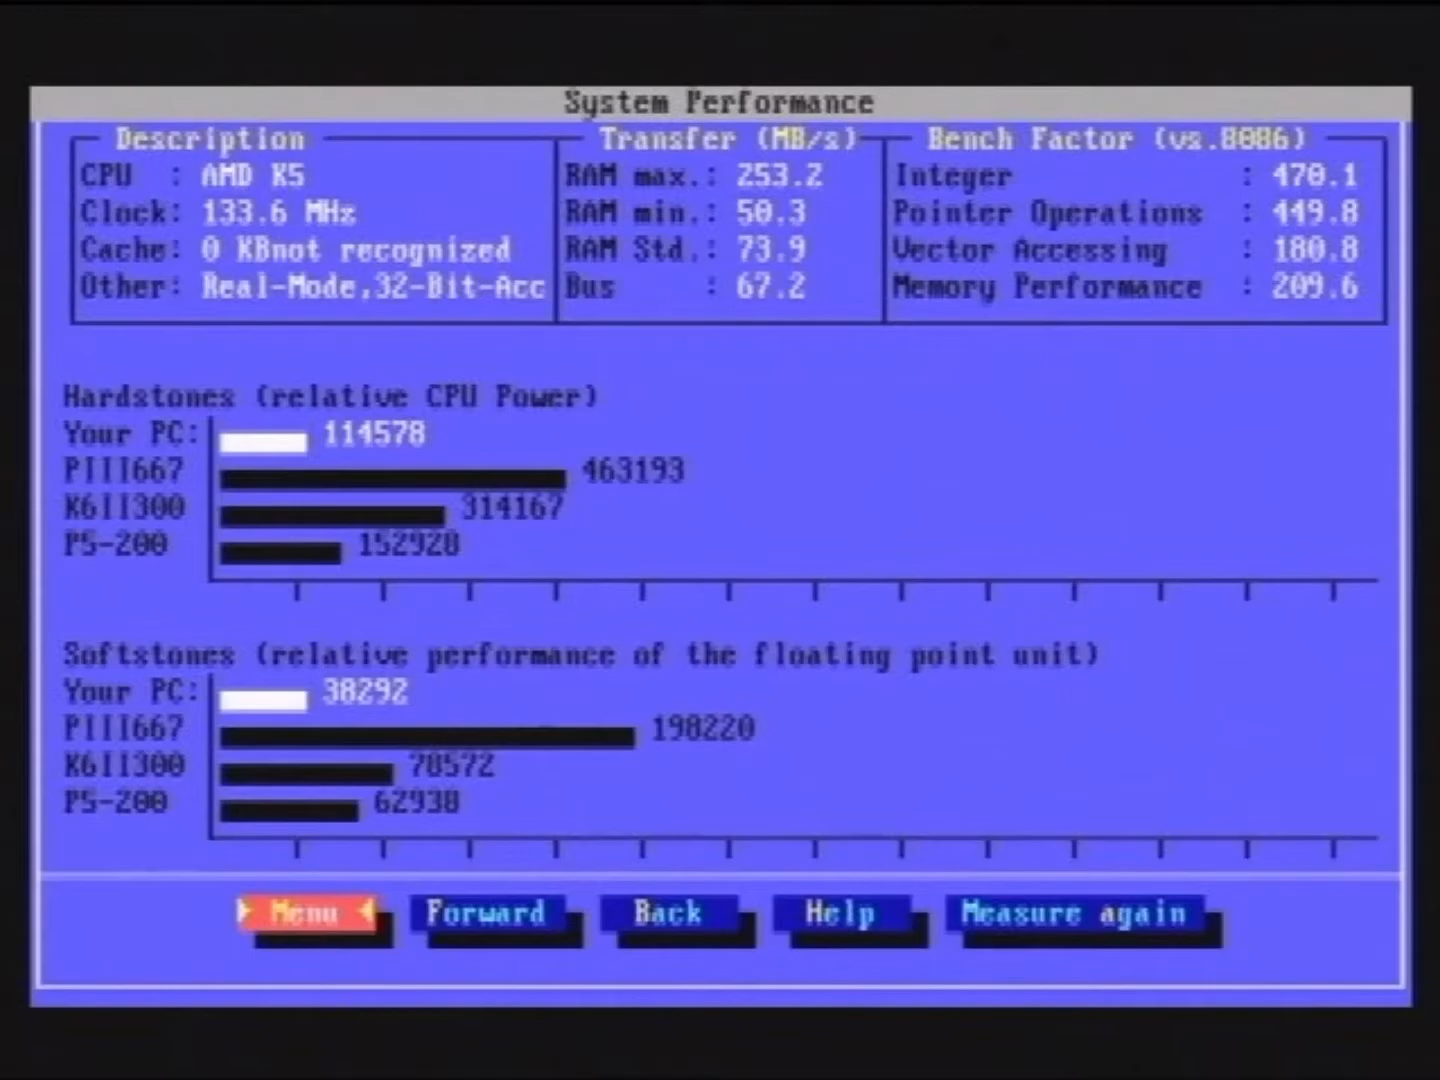 System Performance
Description
CPU : AMD K5
Clock: 133.6 MHz
Cache: 0 KBnot recognized
Other: Real-Mode,32-Bit-Acc
Transfer (MB/s)
RAM max.: 253.2
RAM min.: 50.3
RAM Std.: 73.9
Bus : 67.2
Bench Factor (vs.8086)
Integer : 470.1
Pointer Operations : 449.8
Vector Accessing : 180.8
Memory Performance : 209.6
Hardstones (relative CPU Power)
Your PC: 114578
PIII667 463193
K6II300 314167
P5-200 152928
Softstones (relative performance of the floating point unit)
Your PC: 38292
PIII667 198220
K6II300 78572
P5-200 62938
Menu Forward Back Help Measure again